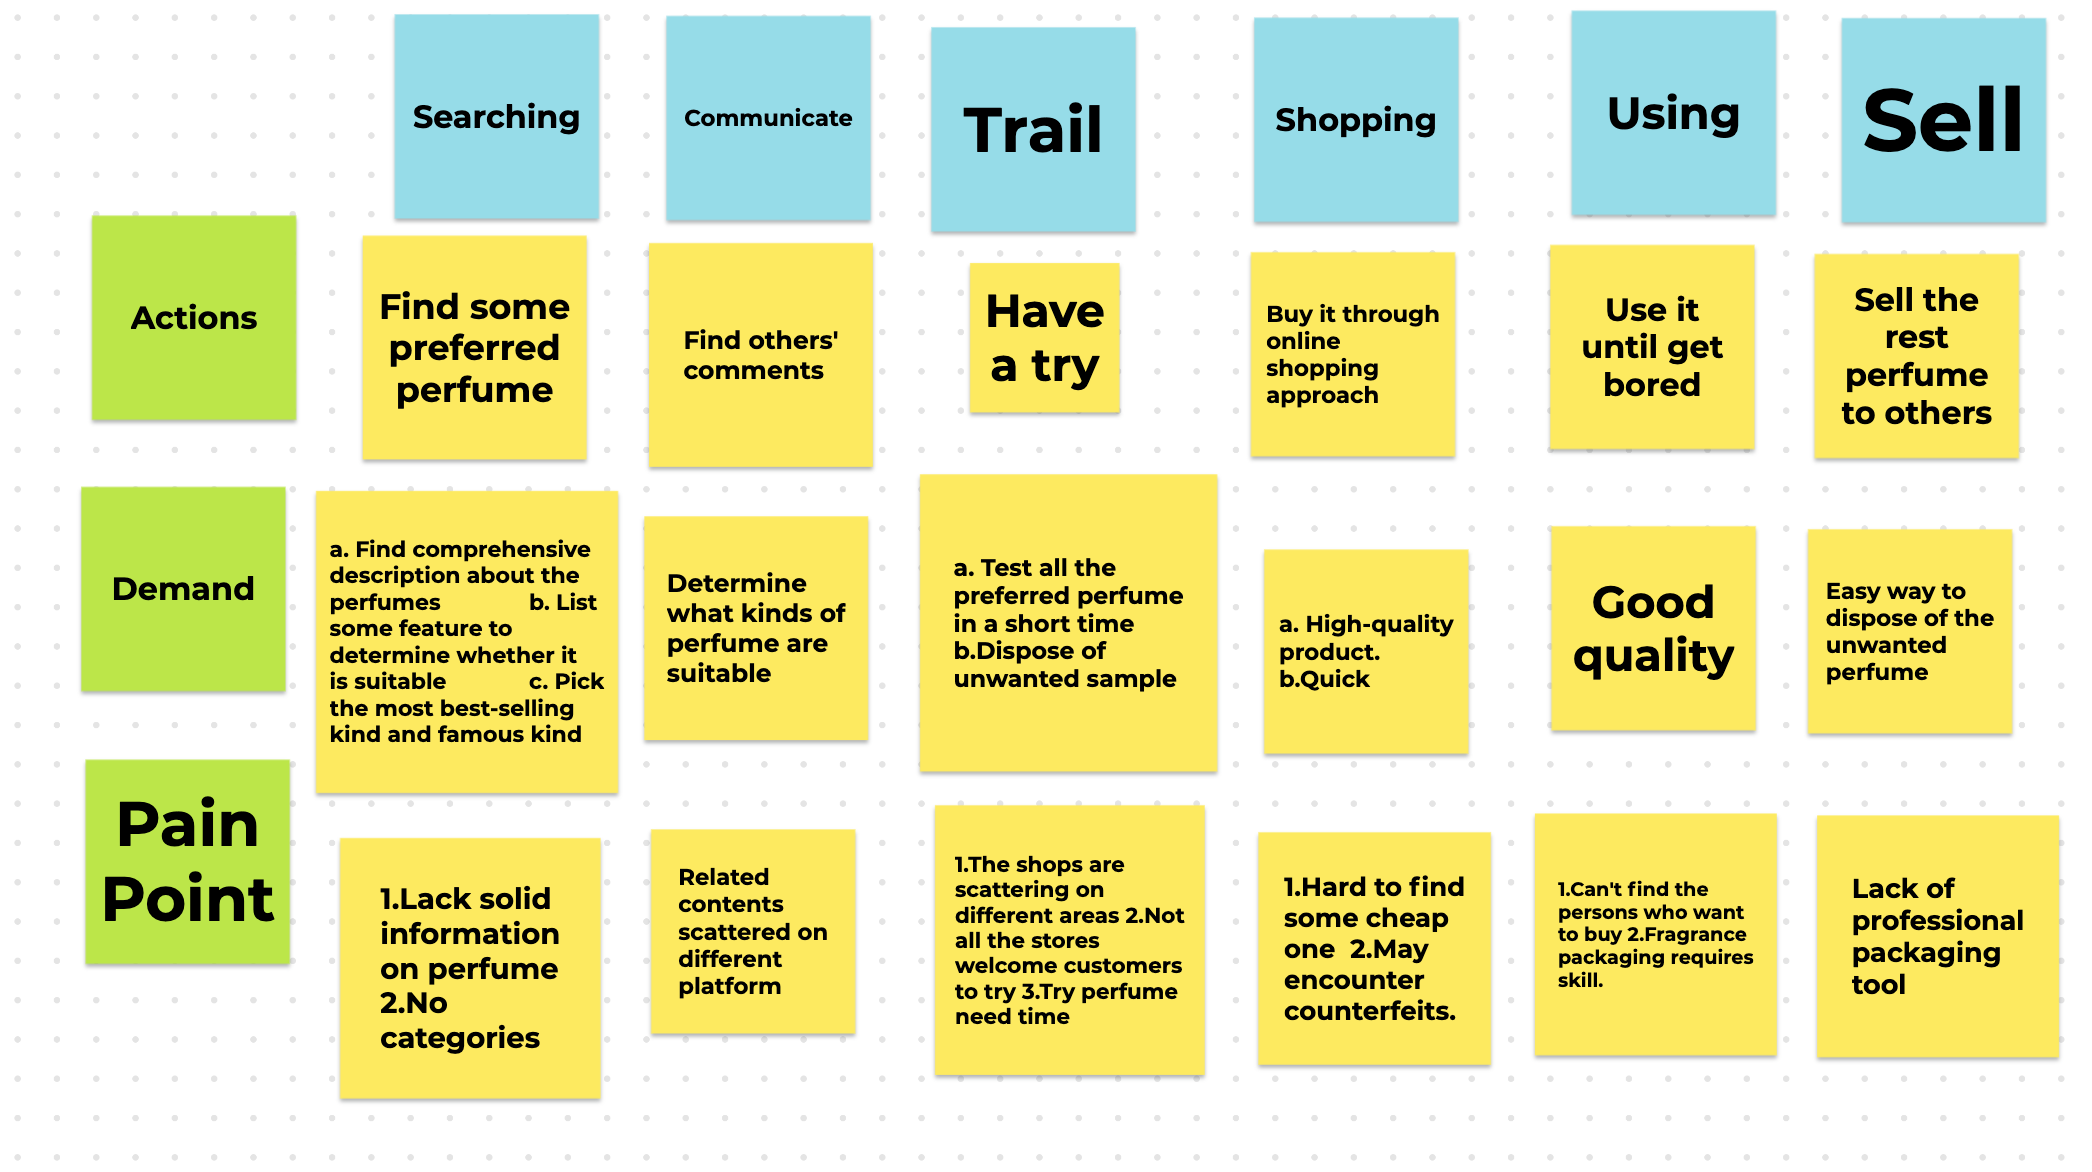 Searching
Communicate
Trail
Shopping
Using
Sell
Actions
Find some
preferred
perfume
Find others'
comments
Have
a try
Buy it through
online
shopping
approach
Use it
until get
bored
Sell the
rest
perfume
to others
Demand
a. Find comprehensive
description about the
perfumes b. List
some feature to
determine whether it
is suitable c. Pick
the most best-selling
kind and famous kind
Determine
what kinds of
perfume are
suitable
a. Test all the
preferred perfume
in a short time
b.Dispose of
unwanted sample
a. High-quality
product.
b.Quick
Good
quality
Easy way to
dispose of the
unwanted
perfume
Pain
Point
1.Lack solid
information
on perfume
2.No
categories
Related
contents
scattered on
different
platform
1.The shops are
scattering on
different areas 2.Not
all the stores
welcome customers
to try 3.Try perfume
need time
1.Hard to find
some cheap
one 2.May
encounter
counterfeits.
1.Can't find the
persons who want
to buy 2.Fragrance
packaging requires
skill.
Lack of
professional
packaging
tool